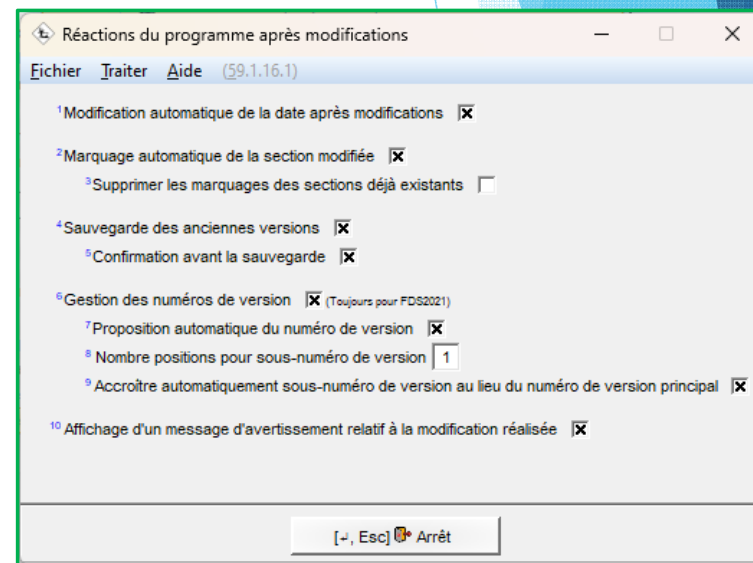 Réactions du programme après modifications
Fichier Traiter Aide (59.1.16.1)
1 Modification automatique de la date après modifications
2 Marquage automatique de la section modifiée
3 Supprimer les marquages des sections déjà existants
4 Sauvegarde des anciennes versions
5 Confirmation avant la sauvegarde
6 Gestion des numéros de version (Toujours pour FDS2021)
7 Proposition automatique du numéro de version
8 Nombre positions pour sous-numéro de version 1
9 Accroître automatiquement sous-numéro de version au lieu du numéro de version principal
10 Affichage d'un message d'avertissement relatif à la modification réalisée
[↵, Esc] Arrêt